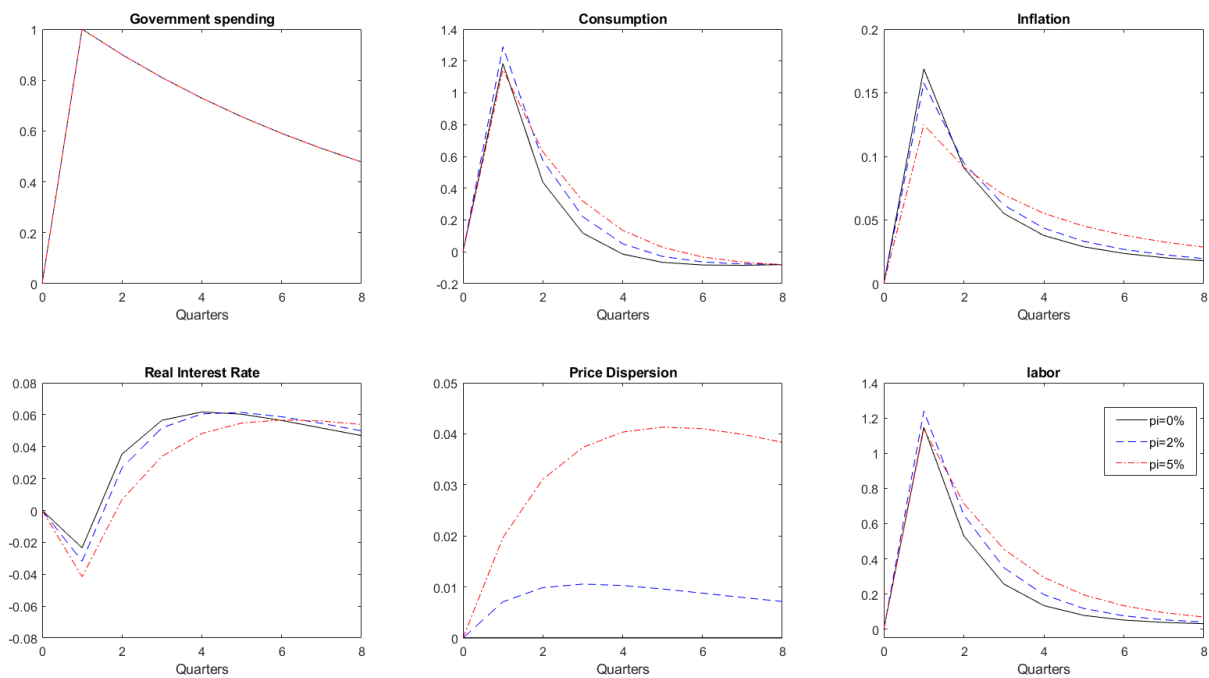 Government spending
1
0.8
0.6
0.4
0.2
0
0 2 4 6 8
Quarters
Consumption
1.4
1.2
1
0.8
0.6
0.4
0.2
0
-0.2
0 2 4 6 8
Quarters
Inflation
0.2
0.15
0.1
0.05
0
0 2 4 6 8
Quarters
Real Interest Rate
0.08
0.06
0.04
0.02
0
-0.02
-0.04
-0.06
-0.08
0 2 4 6 8
Quarters
Price Dispersion
0.05
0.04
0.03
0.02
0.01
0
0 2 4 6 8
Quarters
labor
1.4
1.2
1
0.8
0.6
0.4
0.2
0
0 2 4 6 8
Quarters
pi=0%
pi=2%
pi=5%